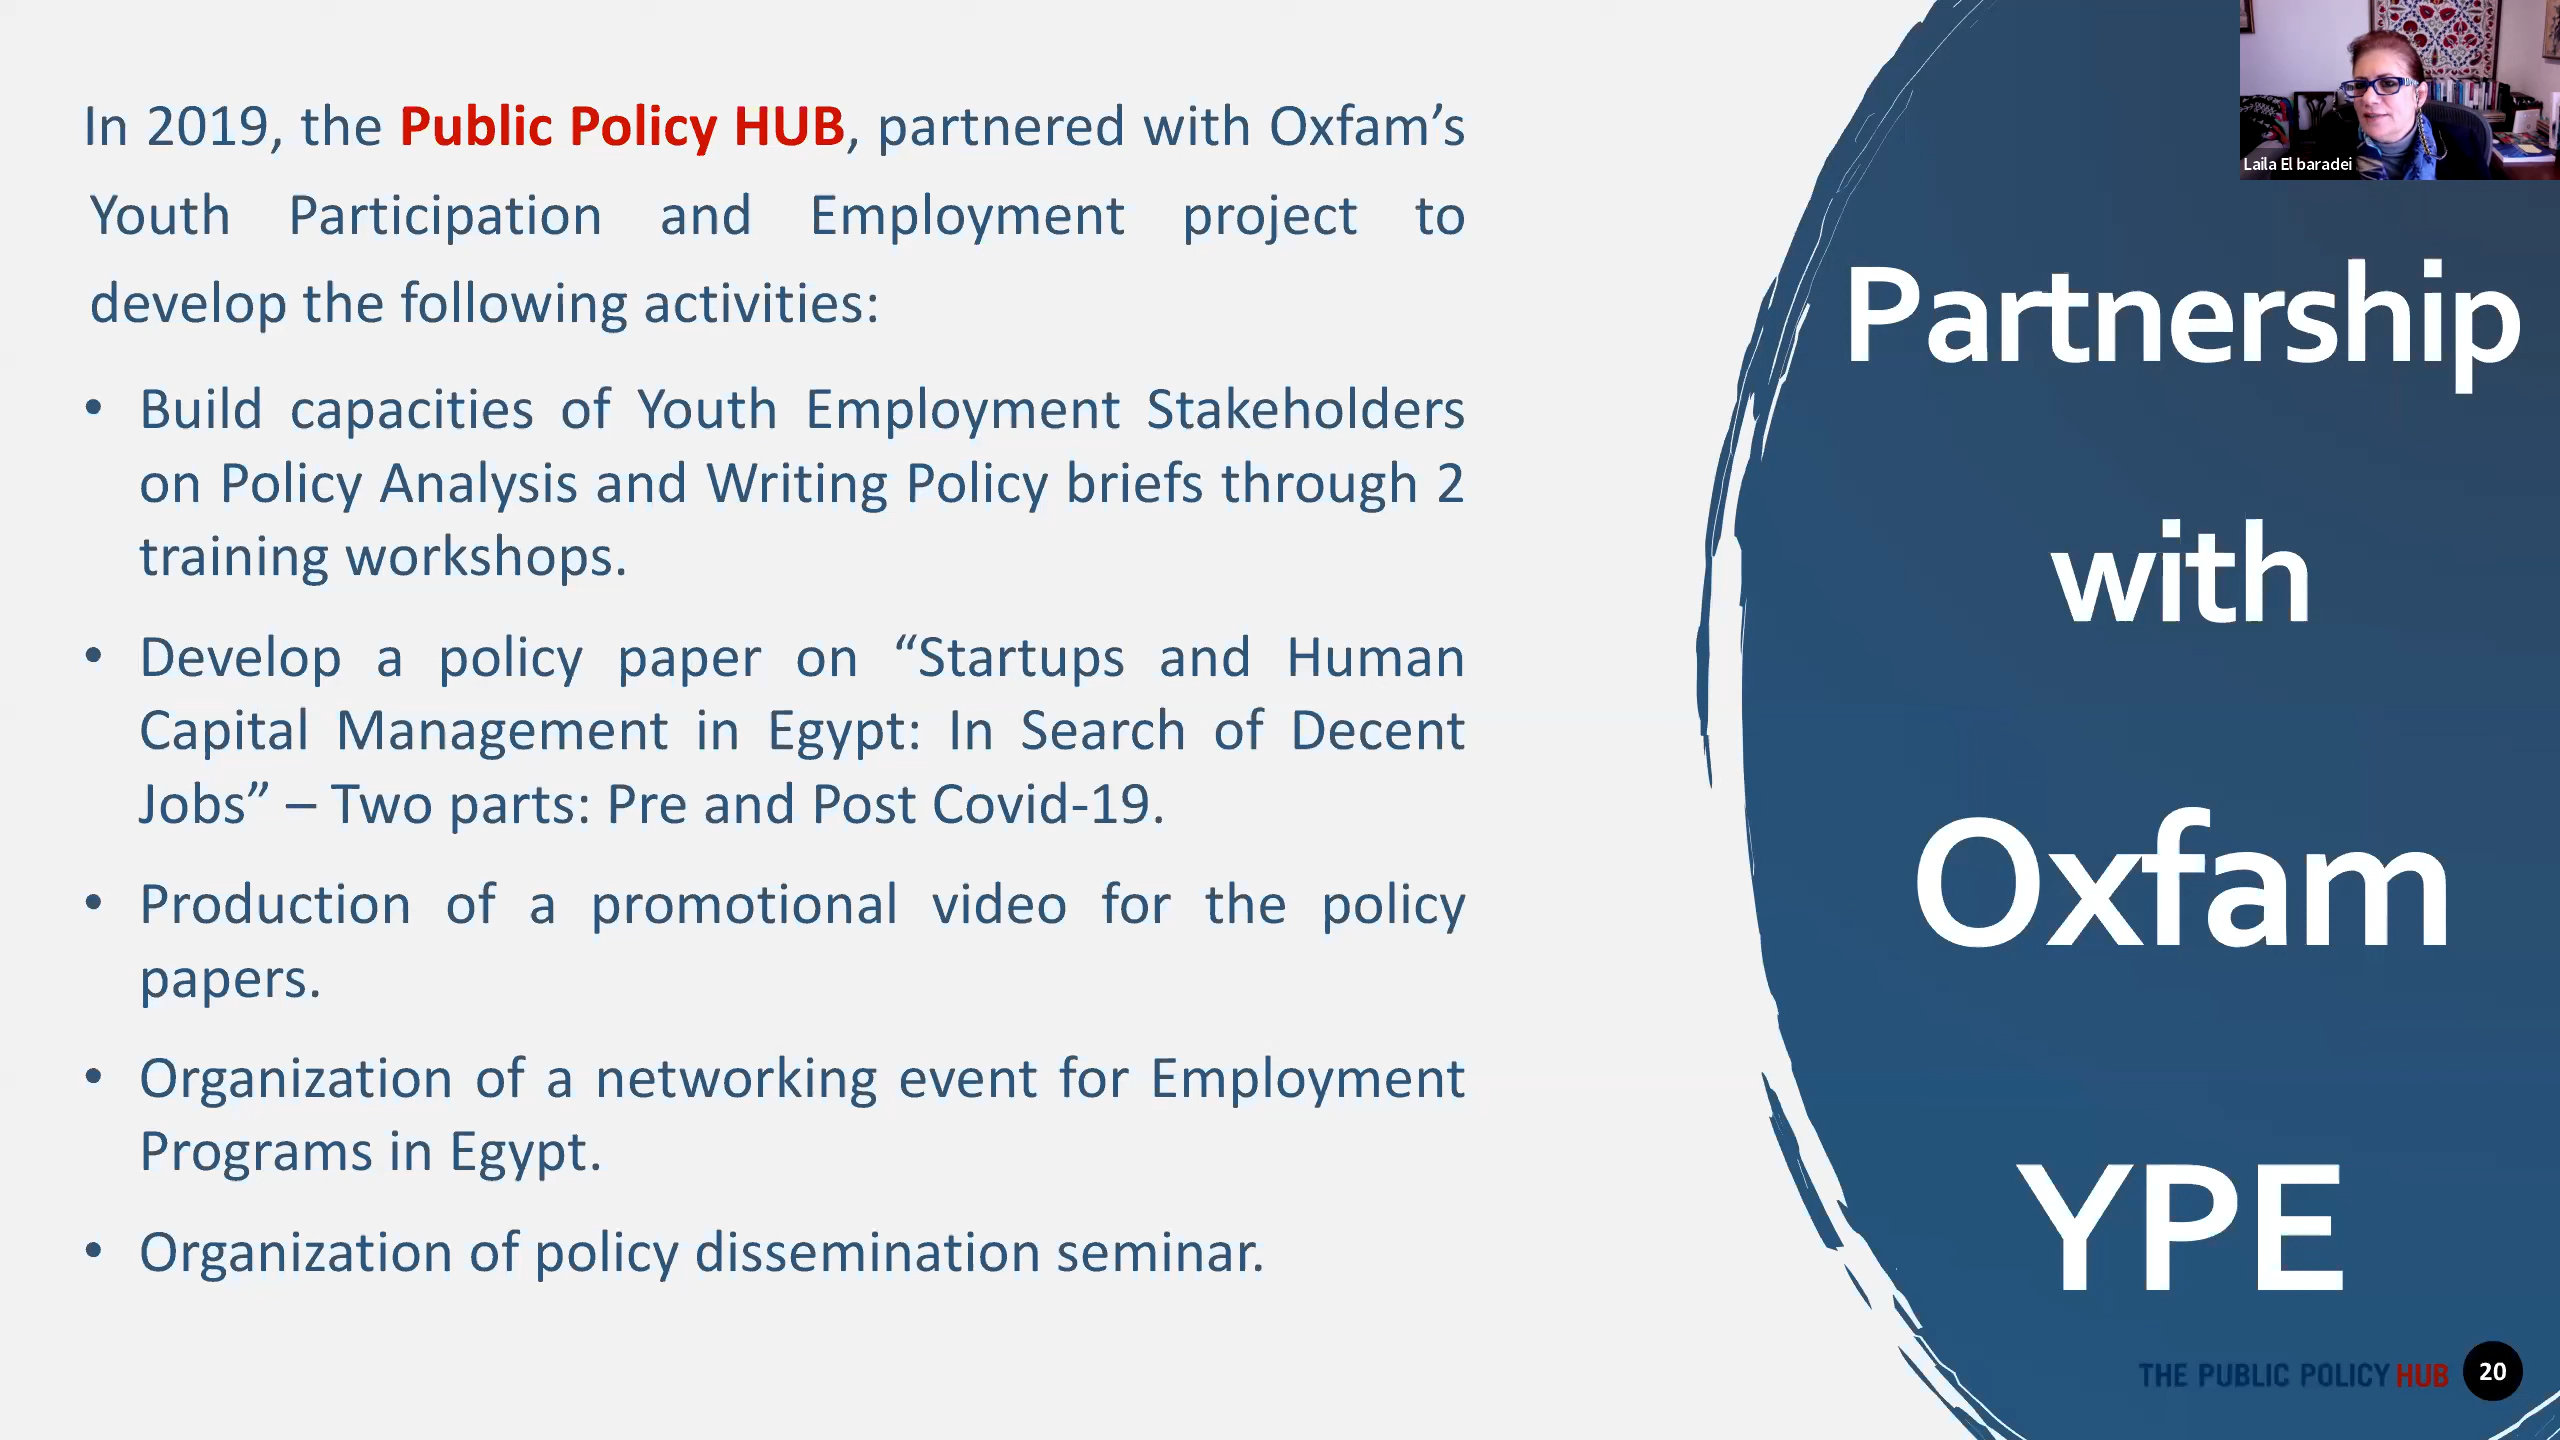 In 2019, the Public Policy HUB, partnered with Oxfam’s
Youth Participation and Employment project to
develop the following activities:
• Build capacities of Youth Employment Stakeholders
on Policy Analysis and Writing Policy briefs through 2
training workshops.
• Develop a policy paper on “Startups and Human
Capital Management in Egypt: In Search of Decent
Jobs” – Two parts: Pre and Post Covid-19.
• Production of a promotional video for the policy
papers.
• Organization of a networking event for Employment
Programs in Egypt.
• Organization of policy dissemination seminar.
Laila El baradei
Partnership
with
Oxfam
YPE
THE PUBLIC POLICY HUB
20